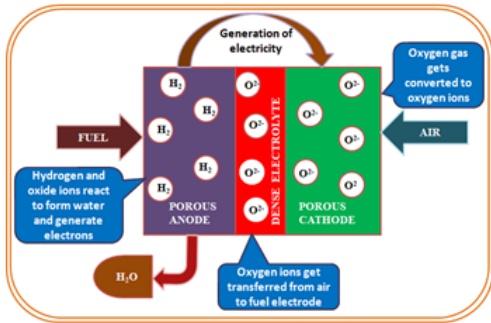 Generation of
electricity
Oxygen gas
gets
converted to
oxygen ions
H₂
H₂
H₂
H₂
H₂
O²⁻
O²⁻
O²⁻
O²⁻
O²⁻
O²⁻
O²⁻
O²⁻
O²
FUEL
AIR
DENSE ELECTROLYTE
Hydrogen and
oxide ions react
to form water
and generate
electrons
POROUS
ANODE
POROUS
CATHODE
H₂O
Oxygen ions get
transferred from air
to fuel electrode